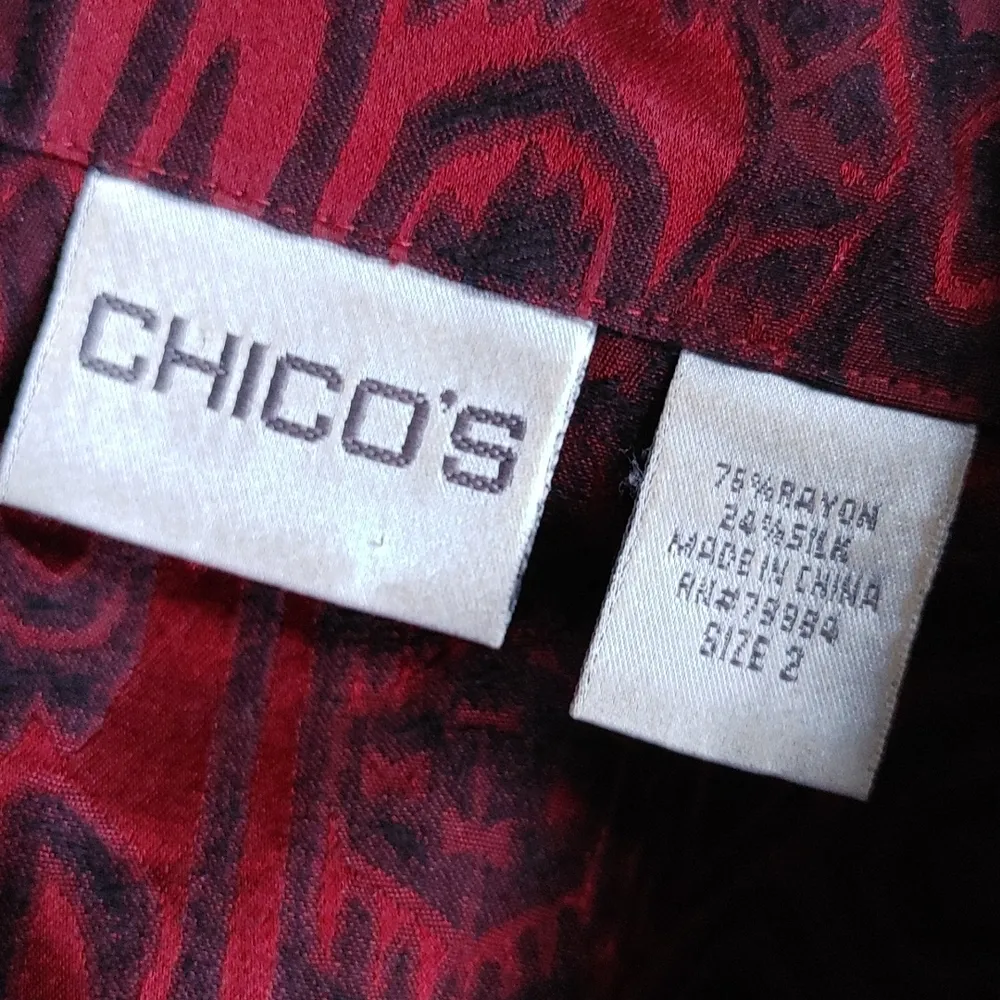 CHICO'S
76%RAYON
24%SILK
MADE IN CHINA
RN#79984
SIZE 2